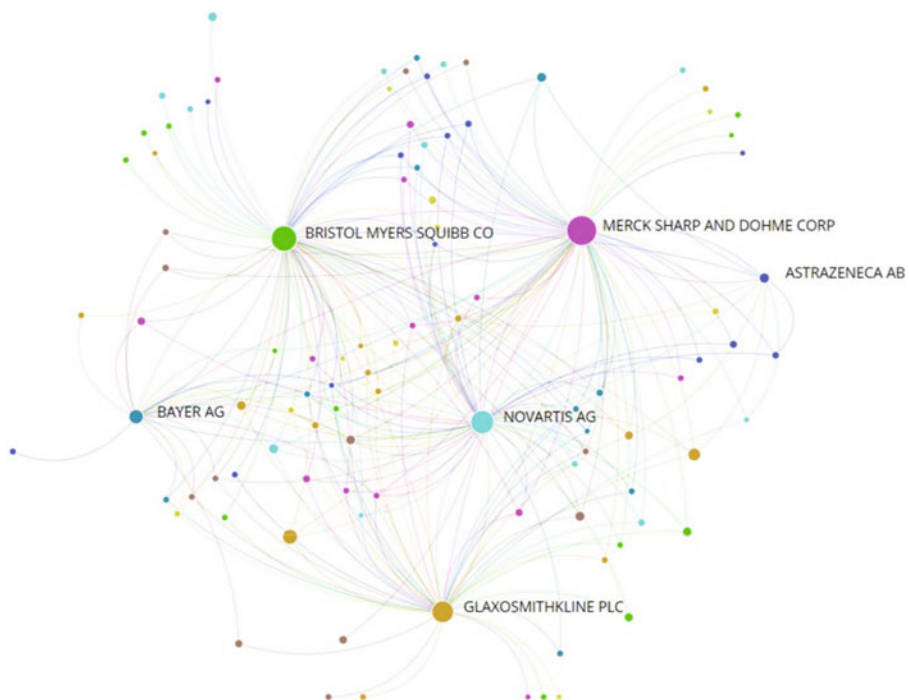 MERCK SHARP AND DOHME CORP
BRISTOL MYERS SQUIBB CO
ASTRAZENECA AB
BAYER AG
NOVARTIS AG
GLAXOSMITHKLINE PLC